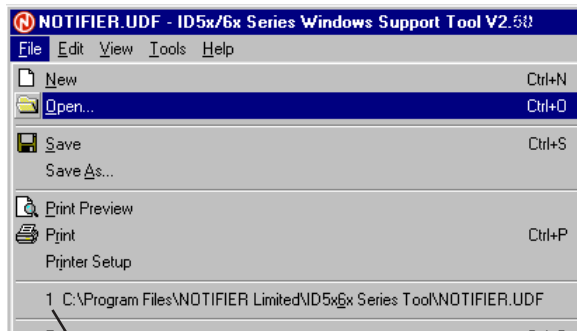 NOTIFIER.UDF - ID5x/6x Series Windows Support Tool V2.50
File Edit View Tools Help
New Ctrl+N
Open... Ctrl+O
Save Ctrl+S
Save As...
Print Preview
Print Ctrl+P
Printer Setup
1 C:\Program Files\NOTIFIER Limited\ID5x6x Series Tool\NOTIFIER.UDF